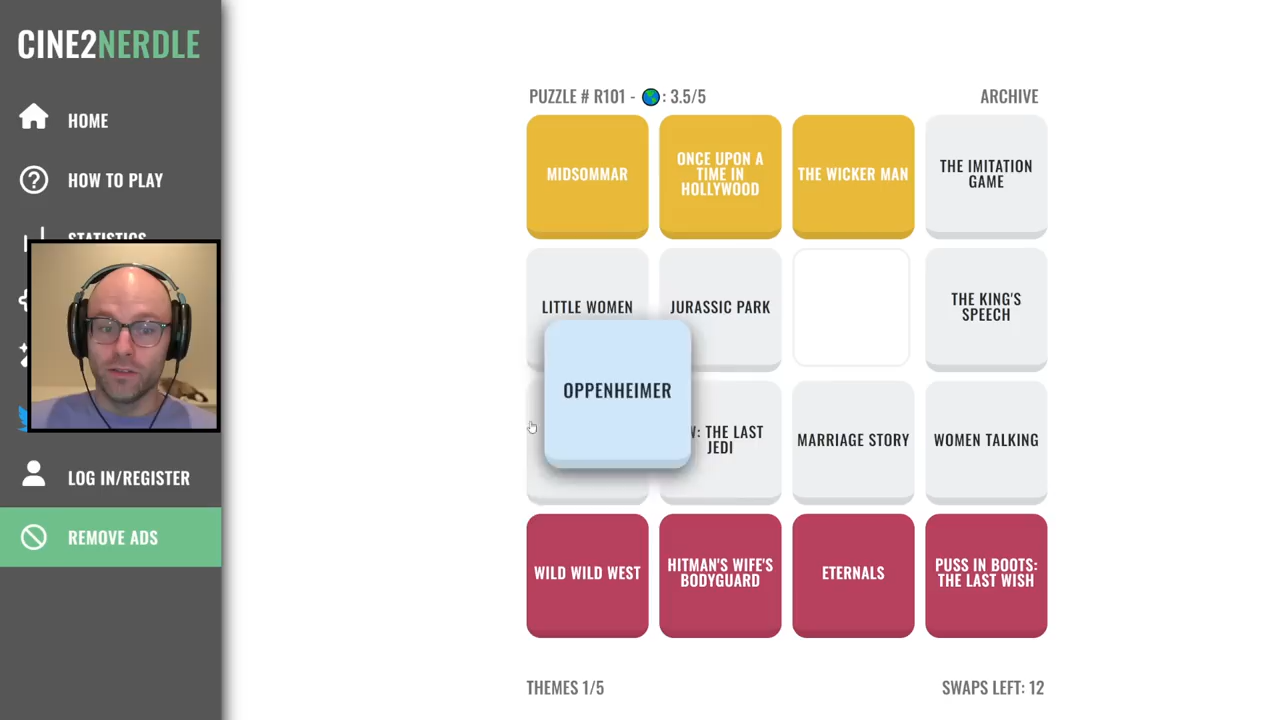 CINE2NERDLE
HOME
HOW TO PLAY
STATISTICS
LOG IN/REGISTER
REMOVE ADS
PUZZLE # R101 - : 3.5/5
ARCHIVE
MIDSOMMAR
ONCE UPON A
TIME IN
HOLLYWOOD
THE WICKER MAN
THE IMITATION
GAME
LITTLE WOMEN
JURASSIC PARK
THE KING'S
SPEECH
OPPENHEIMER
: THE LAST
JEDI
MARRIAGE STORY
WOMEN TALKING
WILD WILD WEST
HITMAN'S WIFE'S
BODYGUARD
ETERNALS
PUSS IN BOOTS:
THE LAST WISH
THEMES 1/5
SWAPS LEFT: 12